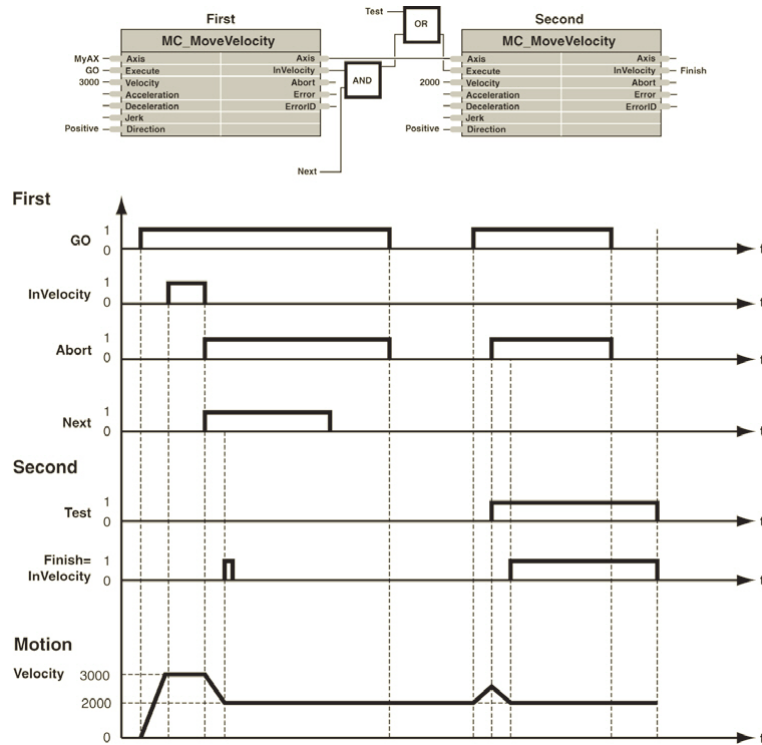 First
Test
OR
Second
MC_MoveVelocity
MC_MoveVelocity
MyAX
Axis
Axis
Axis
Axis
GO
Execute
InVelocity
AND
Execute
InVelocity
Finish
3000
Velocity
Abort
2000
Velocity
Abort
Acceleration
Error
Acceleration
Error
Deceleration
ErrorID
Deceleration
ErrorID
Jerk
Jerk
Positive
Direction
Positive
Direction
Next
First
GO
1
0
t
InVelocity
1
0
t
Abort
1
0
t
Next
1
0
t
Second
Test
1
0
t
Finish=
InVelocity
1
0
t
Motion
Velocity
3000
2000
0
t